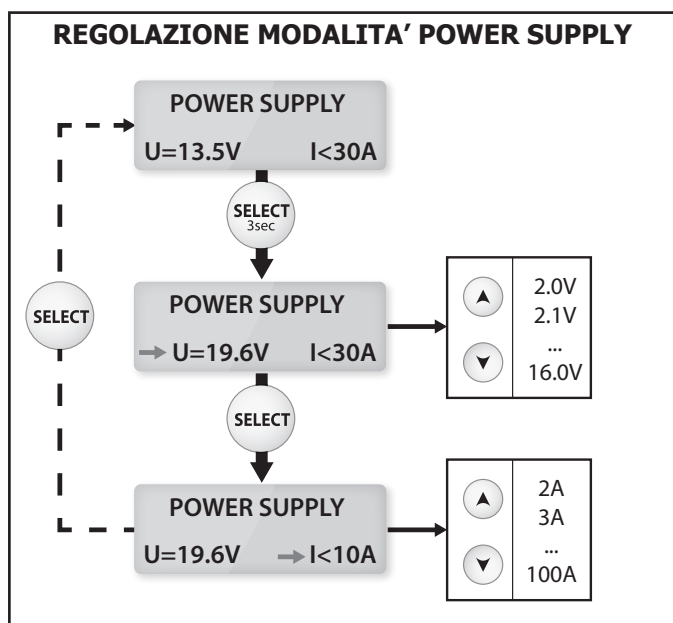 REGOLAZIONE MODALITA’ POWER SUPPLY
POWER SUPPLY
U=13.5V I<30A
SELECT
3sec
SELECT
POWER SUPPLY
U=19.6V I<30A
2.0V
2.1V
...
16.0V
SELECT
POWER SUPPLY
U=19.6V I<10A
2A
3A
...
100A